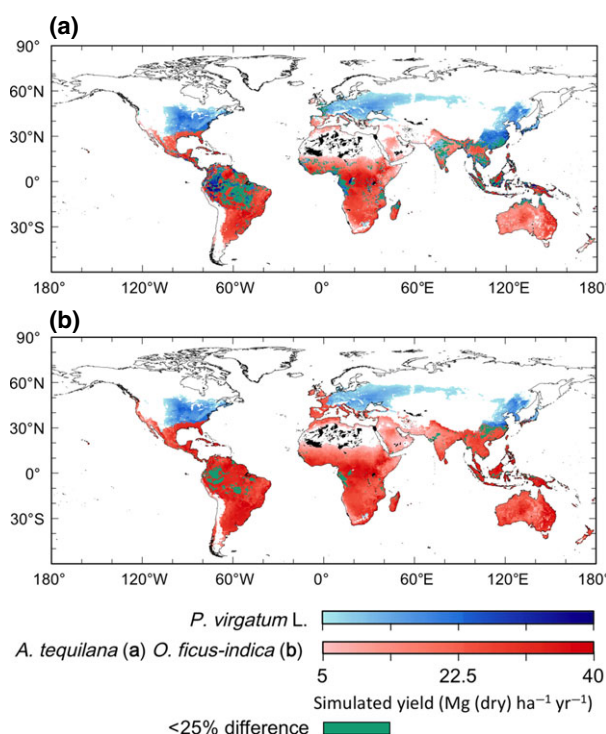 (a)
90°
60°N
30°N
0°
30°S
180° 120°W 60°W 0° 60°E 120°E 180°
(b)
90°
60°N
30°N
0°
30°S
180° 120°W 60°W 0° 60°E 120°E 180°
P. virgatum L.
A. tequilana (a) O. ficus-indica (b)
5 22.5 40
Simulated yield (Mg (dry) ha⁻¹ yr⁻¹)
<25% difference